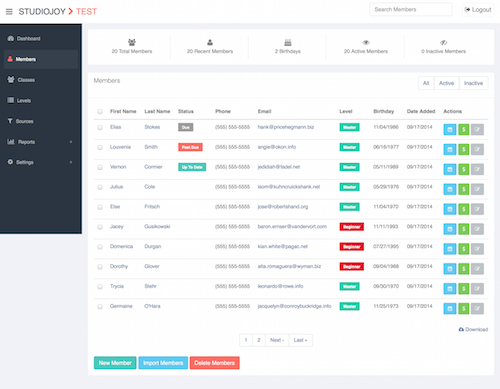 STUDIOJOY > TEST
Search Members
Logout
Dashboard
Members
Classes
Levels
Sources
Reports
Settings
20 Total Members
20 Recent Members
2 Birthdays
20 Active Members
0 Inactive Members
Members
All Active Inactive
First Name Last Name Status Phone Email Level Birthday Date Added Actions
Elias Stokes Due (555) 555-5555 hank@pricehegmann.biz Master 11/04/1986 09/17/2014
Louvenia Smith Past Due (555) 555-5555 angie@okon.info Master 06/16/1977 09/17/2014
Vernon Cormier Up To Date (555) 555-5555 jedidiah@fadel.net Master 05/11/1989 09/17/2014
Julius Cole (555) 555-5555 isom@kuhncruickshank.net Master 05/29/1976 09/17/2014
Else Fritsch (555) 555-5555 jose@robertshand.org Master 11/04/1970 09/17/2014
Jacey Gusikowski (555) 555-5555 baron.emser@vandervort.com Beginner 11/11/1993 09/17/2014
Domenica Durgan (555) 555-5555 kian.white@pagac.net Beginner 07/27/1995 09/17/2014
Dorothy Glover (555) 555-5555 alta.romaguera@wyman.biz Beginner 09/04/1968 09/17/2014
Trycia Stehr (555) 555-5555 leonardo@rowe.info Master 09/30/1970 09/17/2014
Germaine O'Hara (555) 555-5555 jacquelyn@conroybuckridge.info Master 11/25/1973 09/17/2014
Download
1 2 Next › Last »
New Member Import Members Delete Members